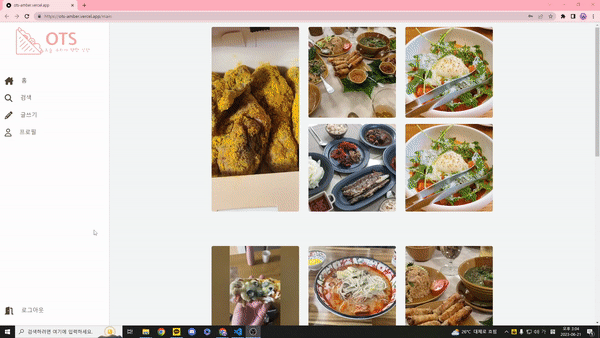 ots-amber.vercel.app
https://ots-amber.vercel.app/main
OTS
홈
검색
글쓰기
프로필
로그아웃
검색하려면 여기에 입력하세요.
26°C 대체로 흐림
오후 3:04
2023-06-21